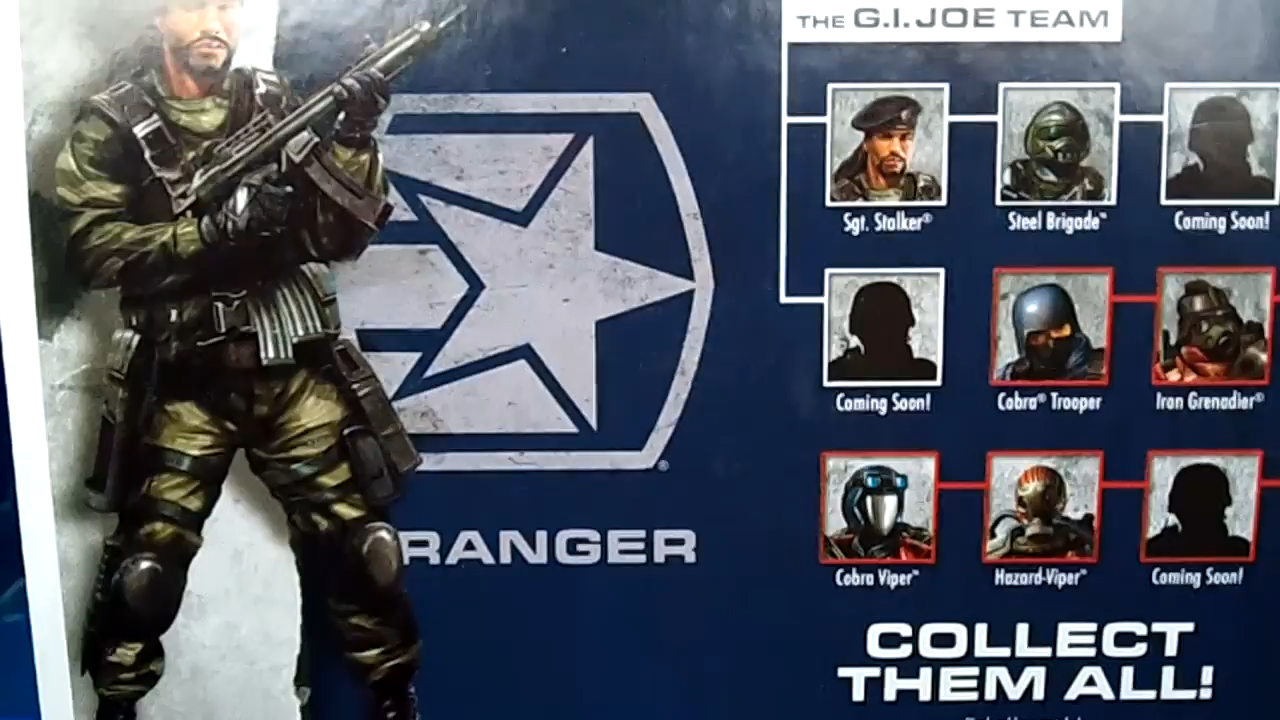 THE G.I.JOE TEAM
Sgt. Stalker®
Steel Brigade™
Coming Soon!
Coming Soon!
Cobra® Trooper
Iron Grenadier®
Cobra Viper™
Hazard-Viper™
Coming Soon!
®
RANGER
COLLECT
THEM ALL!